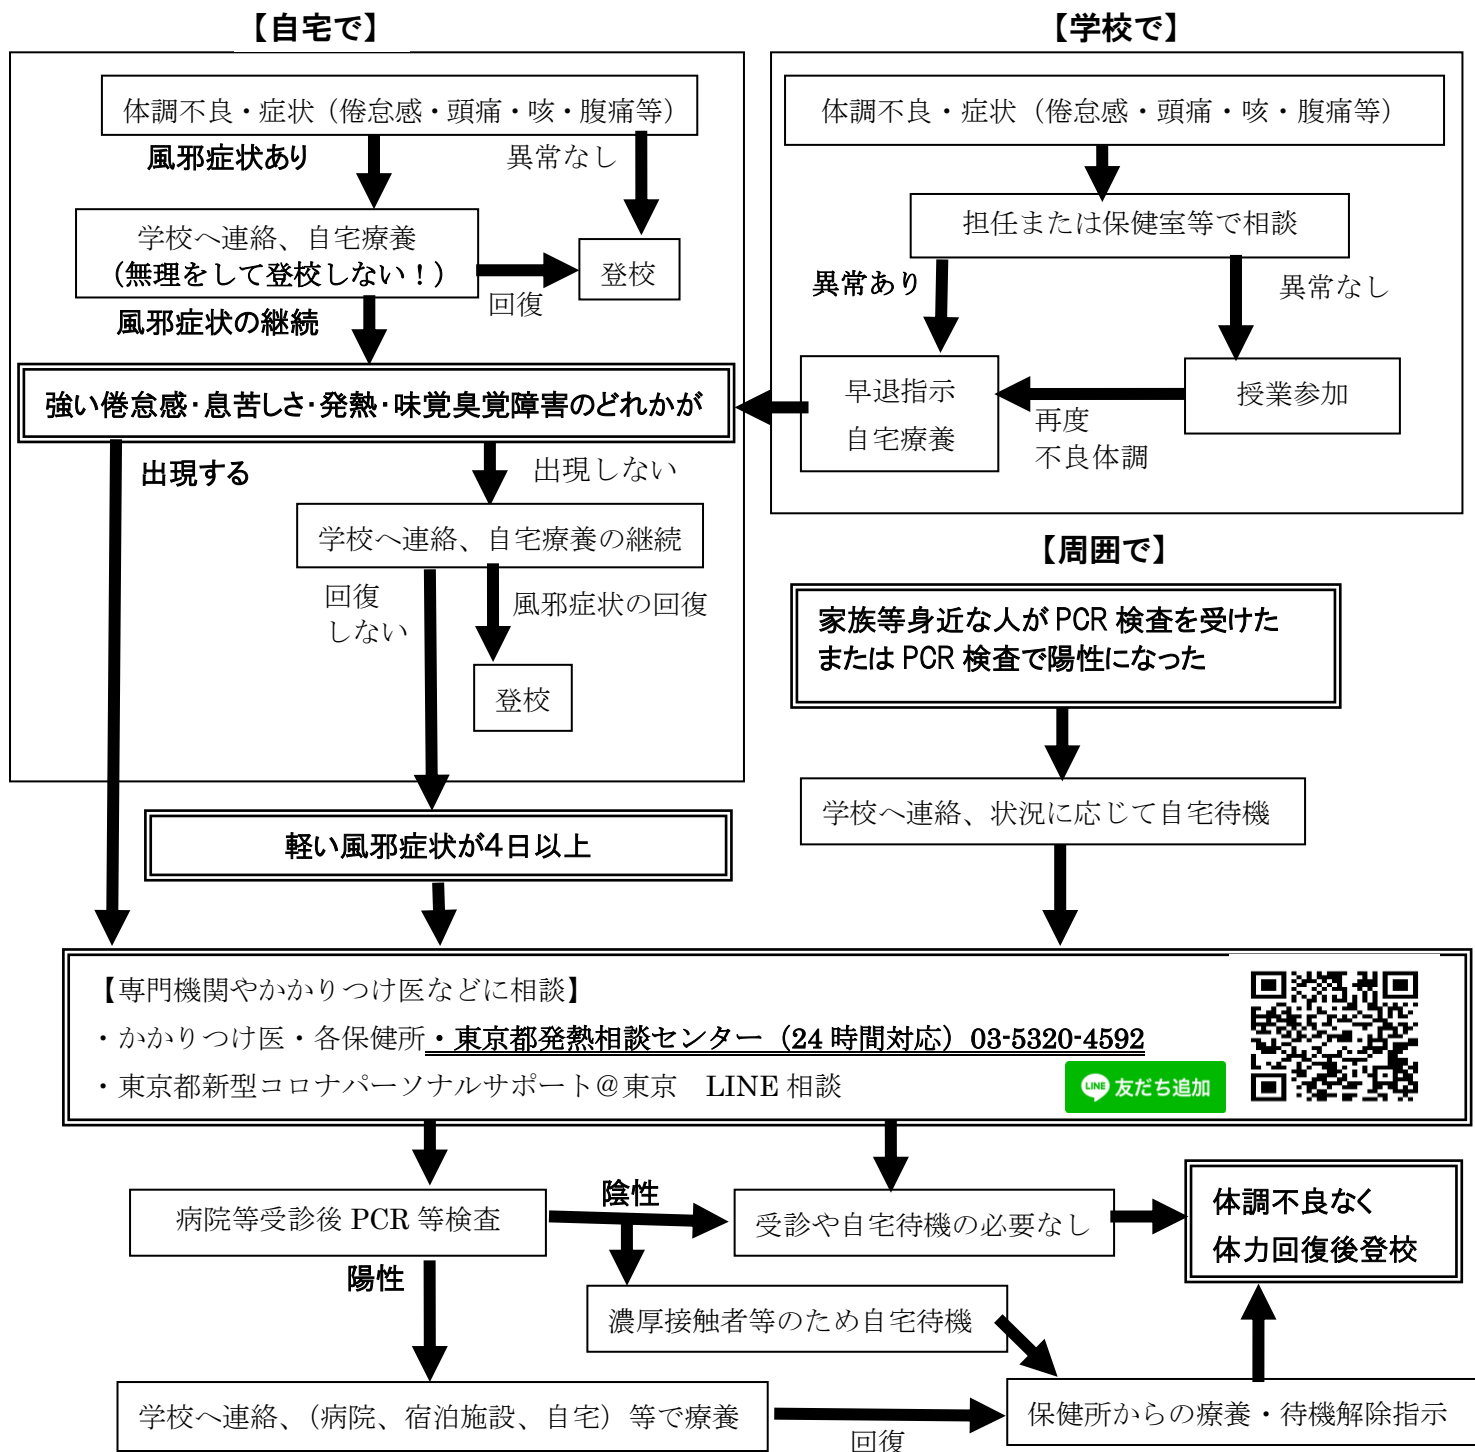 【自宅で】
体調不良・症状（倦怠感・頭痛・咳・腹痛等）
風邪症状あり
異常なし
学校へ連絡、自宅療養
（無理をして登校しない！）
回復
登校
風邪症状の継続
強い倦怠感・息苦しさ・発熱・味覚臭覚障害のどれかが
出現する
出現しない
学校へ連絡、自宅療養の継続
回復
しない
風邪症状の回復
登校
軽い風邪症状が4日以上
【学校で】
体調不良・症状（倦怠感・頭痛・咳・腹痛等）
担任または保健室等で相談
異常あり
異常なし
早退指示
自宅療養
再度
不良体調
授業参加
【周囲で】
家族等身近な人が PCR 検査を受けた
または PCR 検査で陽性になった
学校へ連絡、状況に応じて自宅待機
【専門機関やかかりつけ医などに相談】
・かかりつけ医・各保健所・東京都発熱相談センター（24 時間対応）03-5320-4592
・東京都新型コロナパーソナルサポート＠東京　LINE 相談
LINE 友だち追加
病院等受診後 PCR 等検査
陰性
受診や自宅待機の必要なし
体調不良なく
体力回復後登校
陽性
濃厚接触者等のため自宅待機
学校へ連絡、（病院、宿泊施設、自宅）等で療養
回復
保健所からの療養・待機解除指示